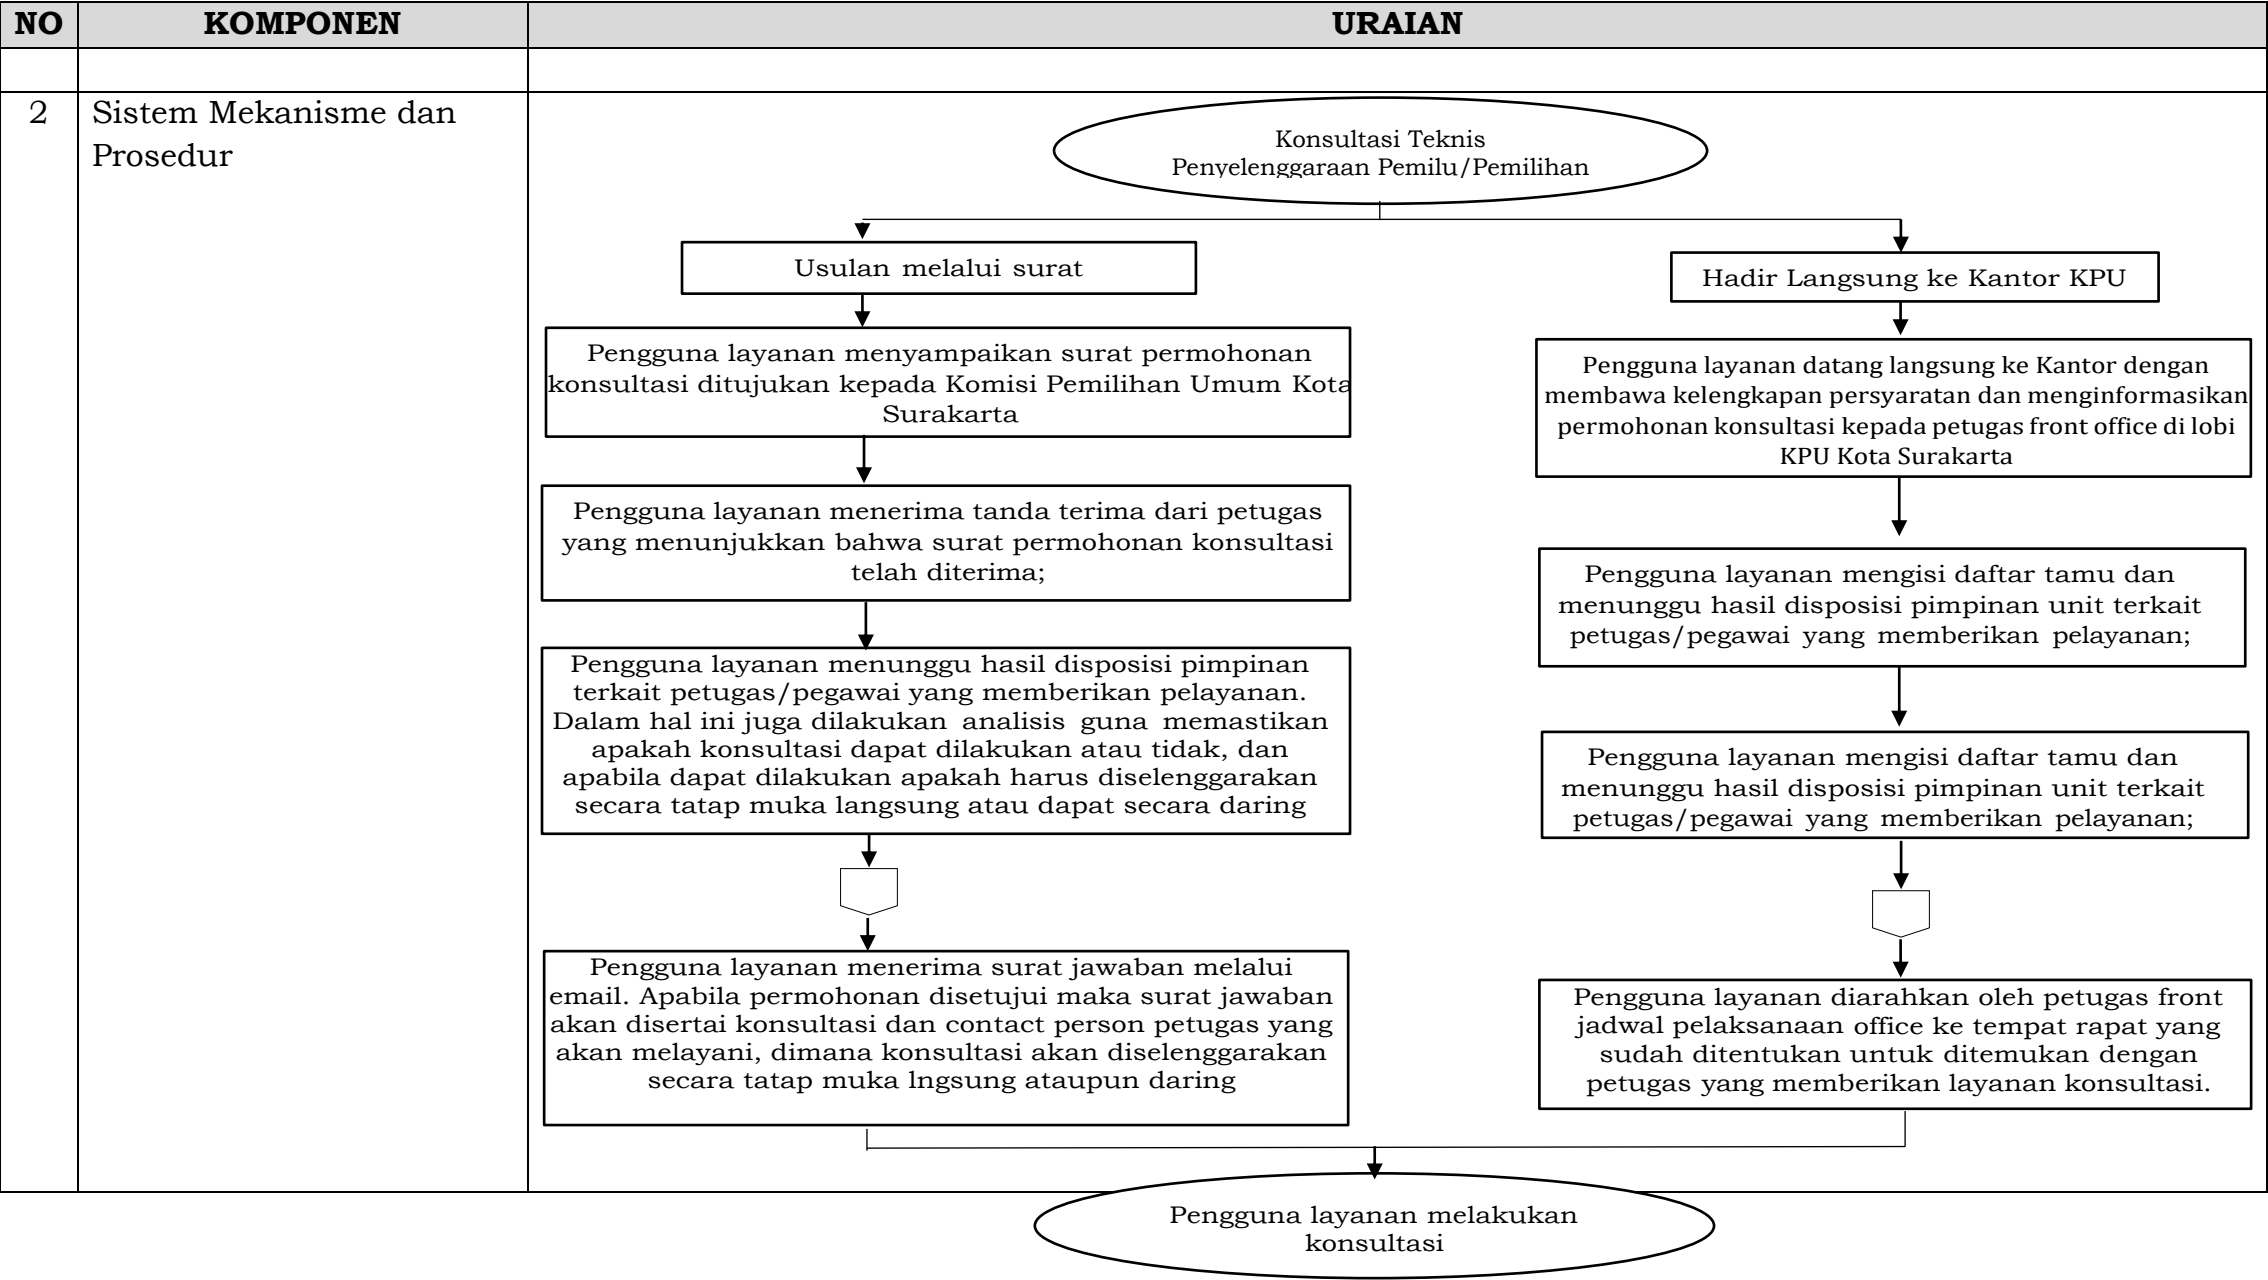 NO
KOMPONEN
URAIAN
2
Sistem Mekanisme dan
Prosedur
Konsultasi Teknis
Penyelenggaraan Pemilu/Pemilihan
Usulan melalui surat
Pengguna layanan menyampaikan surat permohonan
konsultasi ditujukan kepada Komisi Pemilihan Umum Kota
Surakarta
Pengguna layanan menerima tanda terima dari petugas
yang menunjukkan bahwa surat permohonan konsultasi
telah diterima;
Pengguna layanan menunggu hasil disposisi pimpinan
terkait petugas/pegawai yang memberikan pelayanan.
Dalam hal ini juga dilakukan analisis guna memastikan
apakah konsultasi dapat dilakukan atau tidak, dan
apabila dapat dilakukan apakah harus diselenggarakan
secara tatap muka langsung atau dapat secara daring
Pengguna layanan menerima surat jawaban melalui
email. Apabila permohonan disetujui maka surat jawaban
akan disertai konsultasi dan contact person petugas yang
akan melayani, dimana konsultasi akan diselenggarakan
secara tatap muka lngsung ataupun daring
Hadir Langsung ke Kantor KPU
Pengguna layanan datang langsung ke Kantor dengan
membawa kelengkapan persyaratan dan menginformasikan
permohonan konsultasi kepada petugas front office di lobi
KPU Kota Surakarta
Pengguna layanan mengisi daftar tamu dan
menunggu hasil disposisi pimpinan unit terkait
petugas/pegawai yang memberikan pelayanan;
Pengguna layanan mengisi daftar tamu dan
menunggu hasil disposisi pimpinan unit terkait
petugas/pegawai yang memberikan pelayanan;
Pengguna layanan diarahkan oleh petugas front
jadwal pelaksanaan office ke tempat rapat yang
sudah ditentukan untuk ditemukan dengan
petugas yang memberikan layanan konsultasi.
Pengguna layanan melakukan
konsultasi